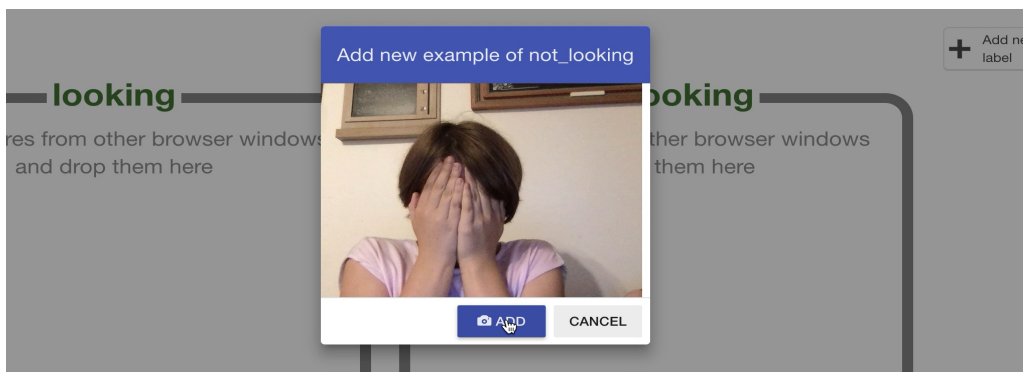 Add new example of not_looking
Add
label
looking
ooking
res from other browser windows
ther browser windows
and drop them here
them here
ADD
CANCEL